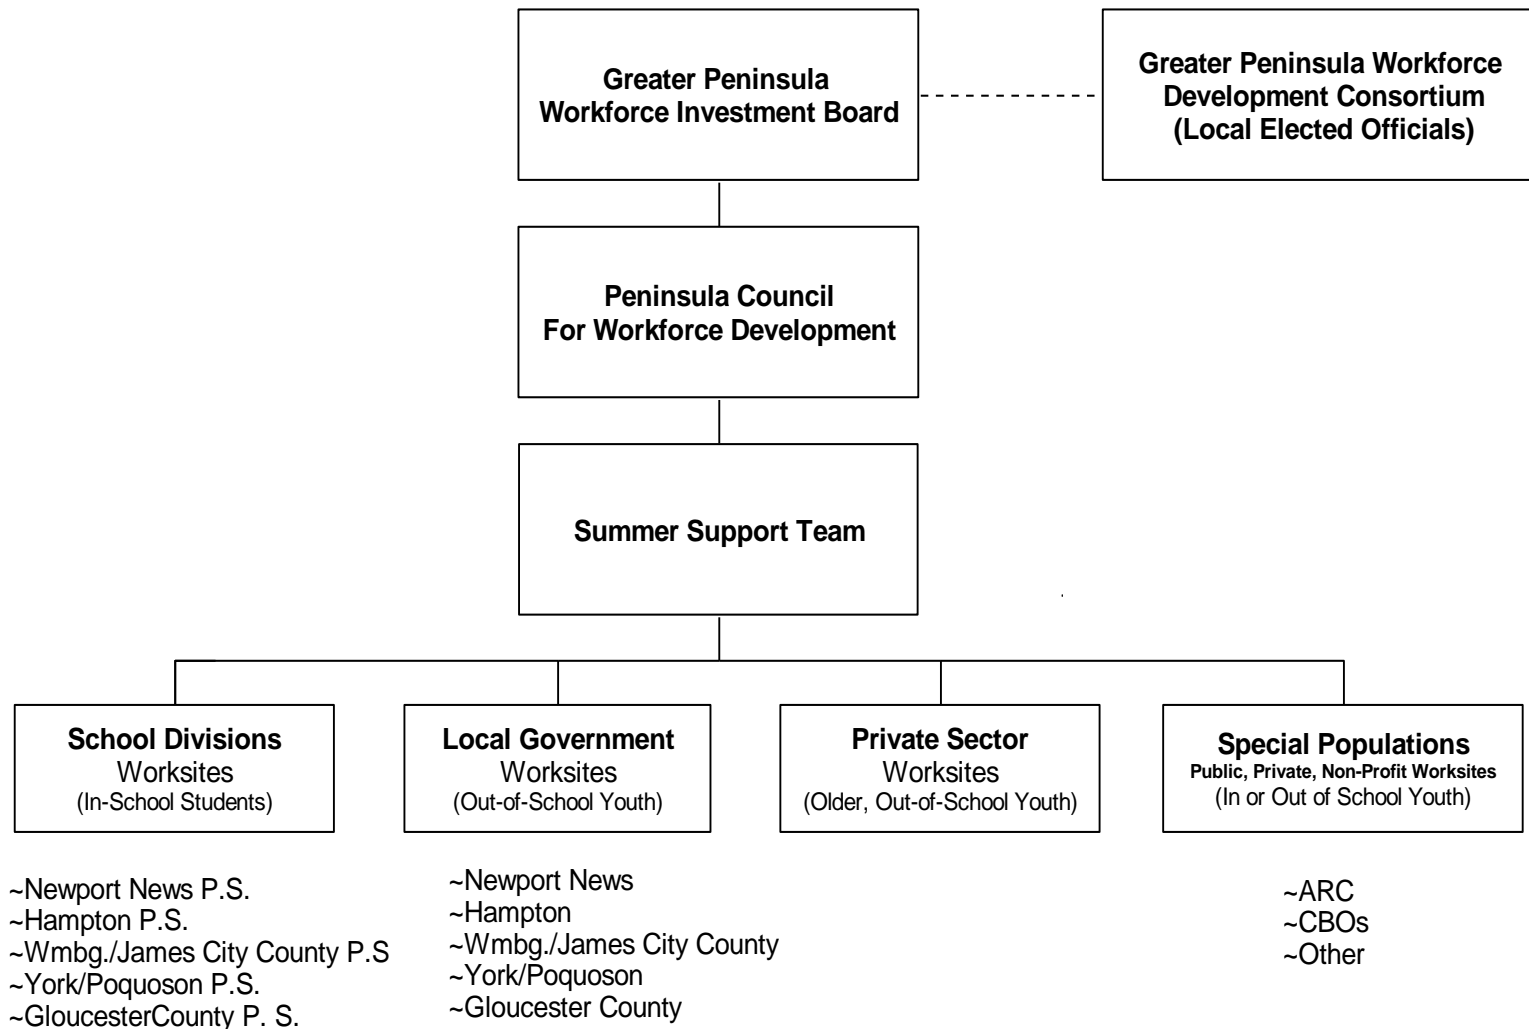 Greater Peninsula
Workforce Investment Board
Greater Peninsula Workforce
Development Consortium
(Local Elected Officials)
Peninsula Council
For Workforce Development
Summer Support Team
School Divisions
Worksites
(In-School Students)
Local Government
Worksites
(Out-of-School Youth)
Private Sector
Worksites
(Older, Out-of-School Youth)
Special Populations
Public, Private, Non-Profit Worksites
(In or Out of School Youth)
~Newport News P.S.
~Hampton P.S.
~Wmbg./James City County P.S
~York/Poquoson P.S.
~GloucesterCounty P. S.
~Newport News
~Hampton
~Wmbg./James City County
~York/Poquoson
~Gloucester County
~ARC
~CBOs
~Other